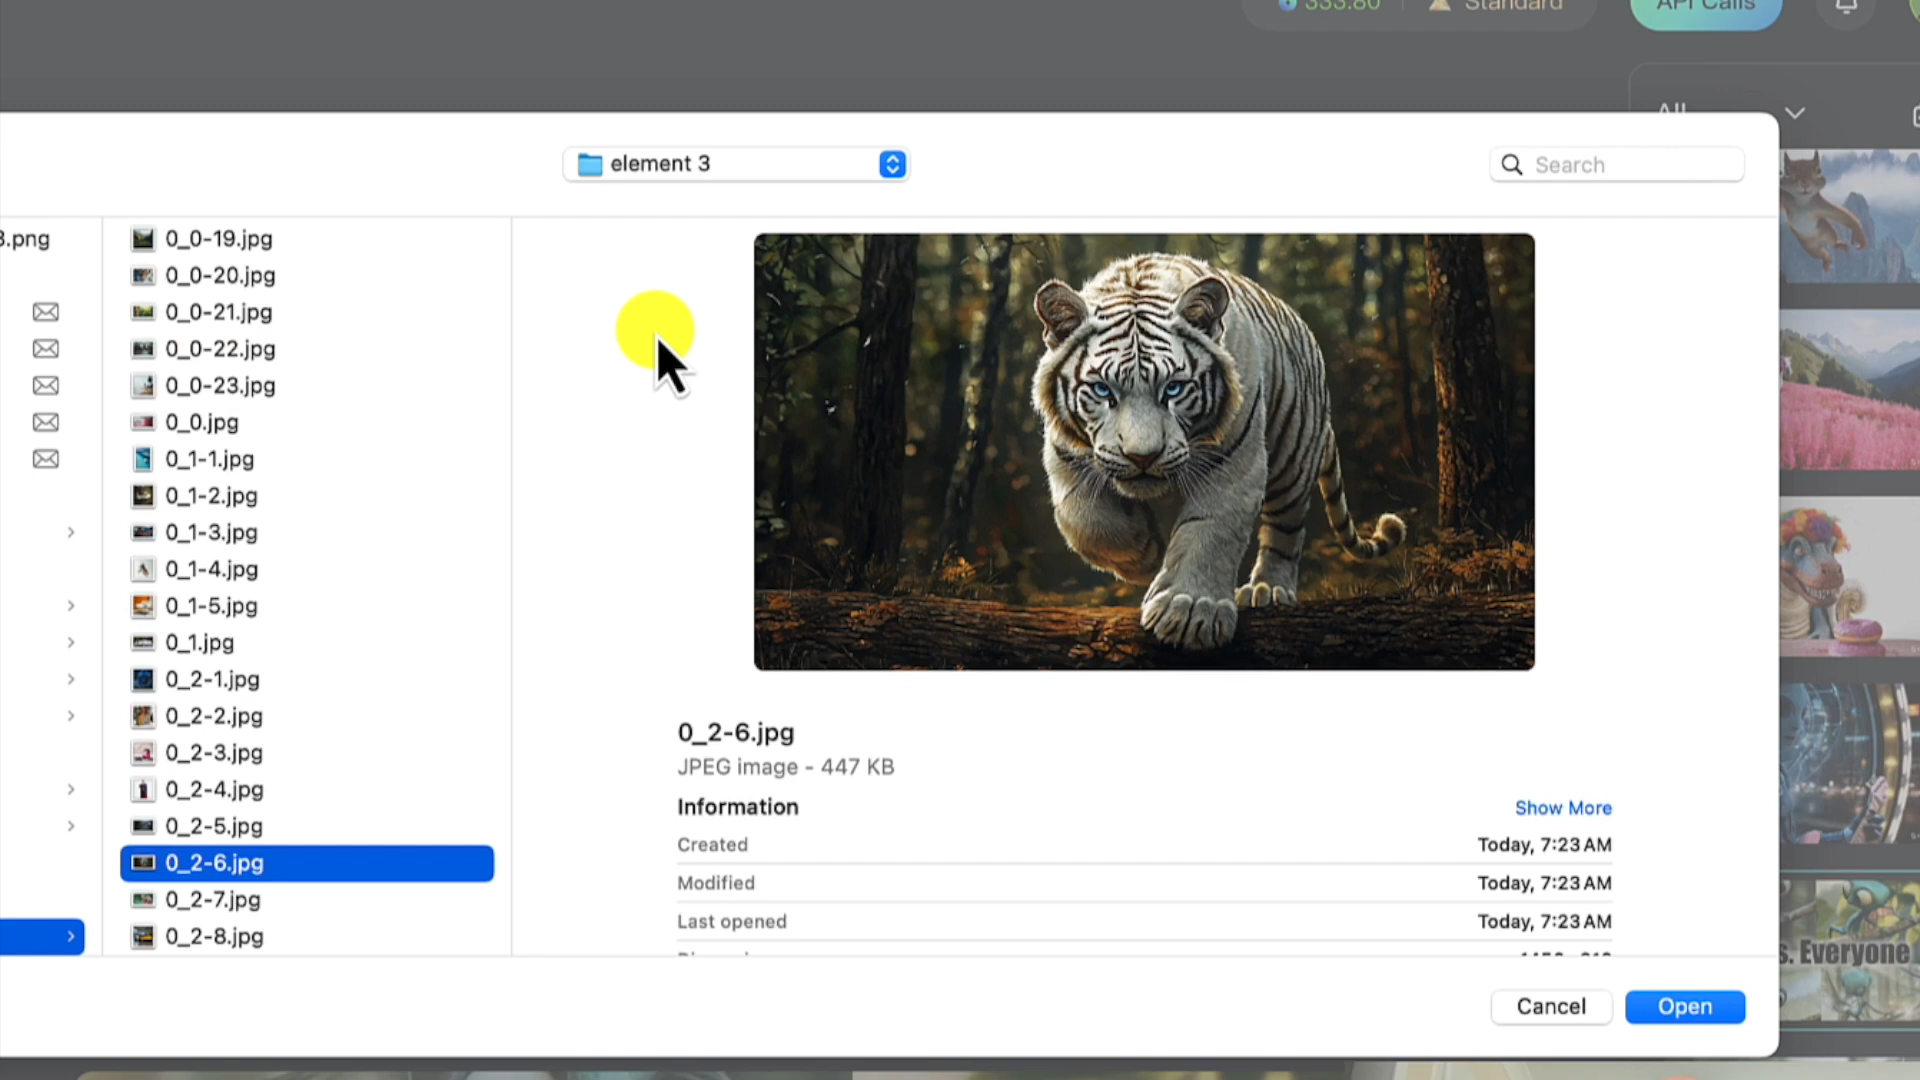 333.80
Standard
API Calls
All
element 3
Search
3.png
0_0-19.jpg
0_0-20.jpg
0_0-21.jpg
0_0-22.jpg
0_0-23.jpg
0_0.jpg
0_1-1.jpg
0_1-2.jpg
0_1-3.jpg
0_1-4.jpg
0_1-5.jpg
0_1.jpg
0_2-1.jpg
0_2-2.jpg
0_2-3.jpg
0_2-4.jpg
0_2-5.jpg
0_2-6.jpg
0_2-7.jpg
0_2-8.jpg
0_2-6.jpg
JPEG image - 447 KB
Information
Show More
Created
Today, 7:23 AM
Modified
Today, 7:23 AM
Last opened
Today, 7:23 AM
s. Everyone
Cancel
Open